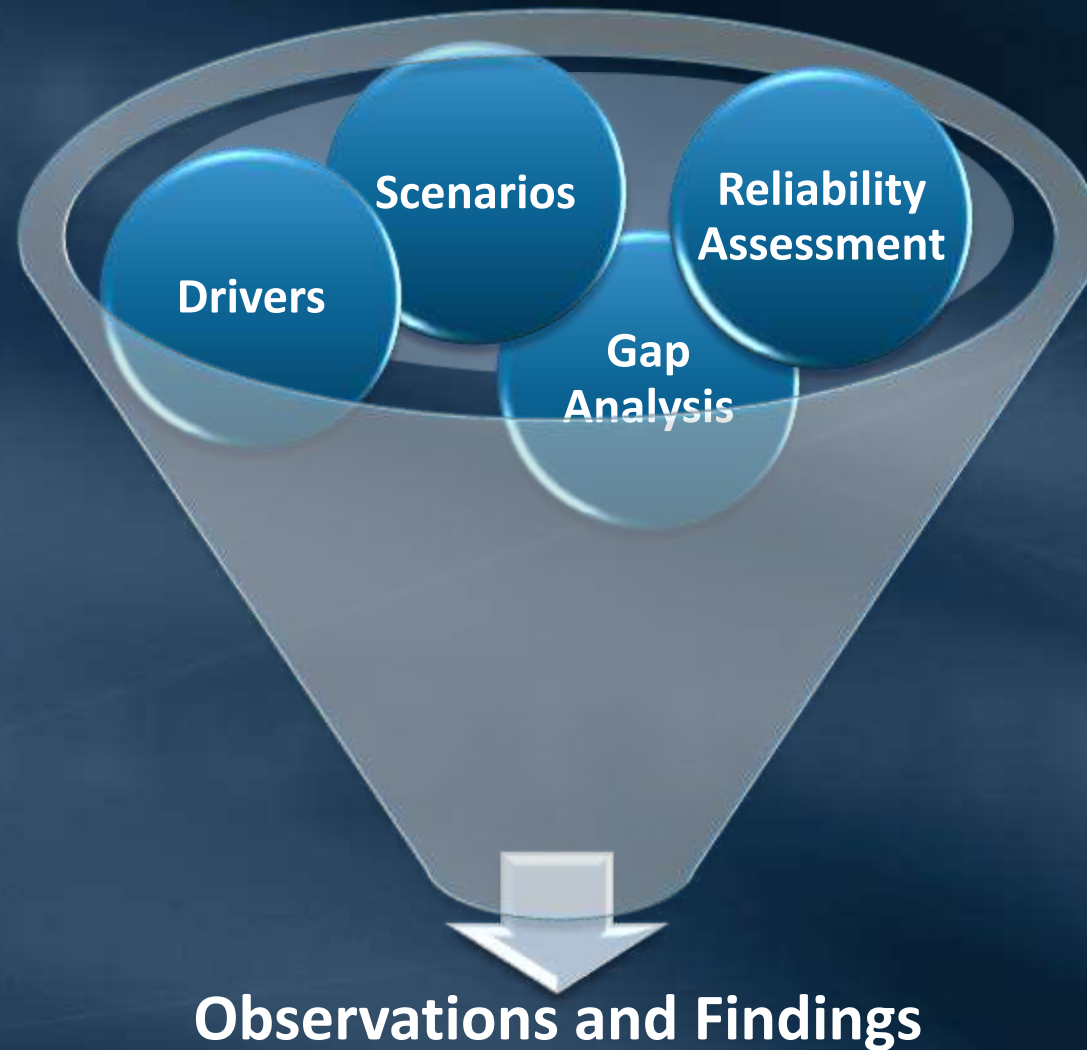 Scenarios
Reliability
Assessment
Drivers
Gap
Analysis
Observations and Findings